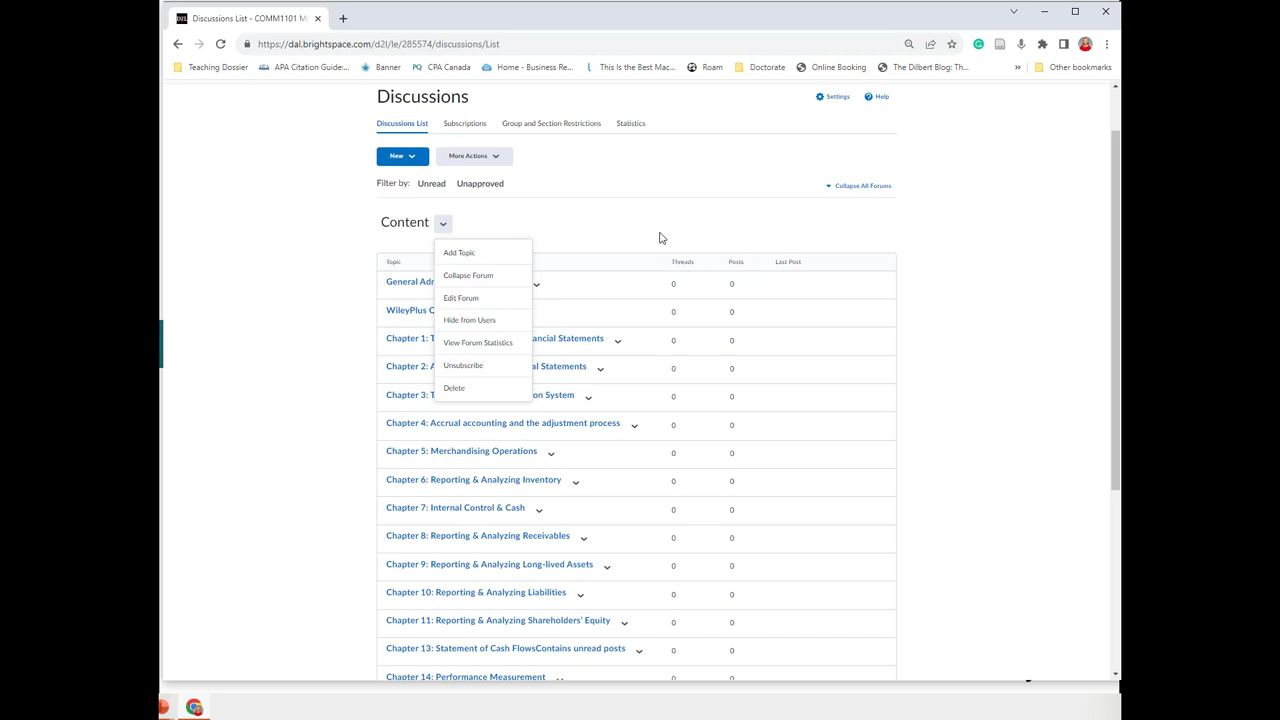 Discussions List - COMM1101 M
https://dal.brightspace.com/d2l/le/285574/discussions/List
Teaching Dossier APA Citation Guide:... Banner PQ CPA Canada Home - Business Re... This Is the Best Mac... Roam Doctorate Online Booking The Dilbert Blog: Th... » Other bookmarks
Discussions Settings Help
Discussions List Subscriptions Group and Section Restrictions Statistics
New More Actions
Filter by: Unread Unapproved Collapse All Forums
Content
Add Topic
Collapse Forum
Edit Forum
Hide from Users
View Forum Statistics
Unsubscribe
Delete
Topic Threads Posts Last Post
General Adm 0 0
WileyPlus Q 0 0
Chapter 1: T ancial Statements 0 0
Chapter 2: A al Statements 0 0
Chapter 3: T on System 0 0
Chapter 4: Accrual accounting and the adjustment process 0 0
Chapter 5: Merchandising Operations 0 0
Chapter 6: Reporting & Analyzing Inventory 0 0
Chapter 7: Internal Control & Cash 0 0
Chapter 8: Reporting & Analyzing Receivables 0 0
Chapter 9: Reporting & Analyzing Long-lived Assets 0 0
Chapter 10: Reporting & Analyzing Liabilities 0 0
Chapter 11: Reporting & Analyzing Shareholders' Equity 0 0
Chapter 13: Statement of Cash FlowsContains unread posts 0 0
Chapter 14: Performance Measurement 0 0